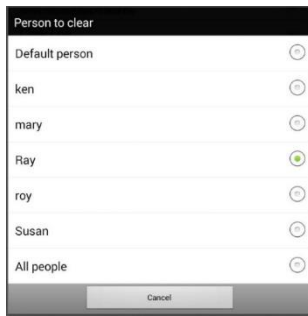 Person to clear
Default person
ken
mary
Ray
roy
Susan
All people
Cancel